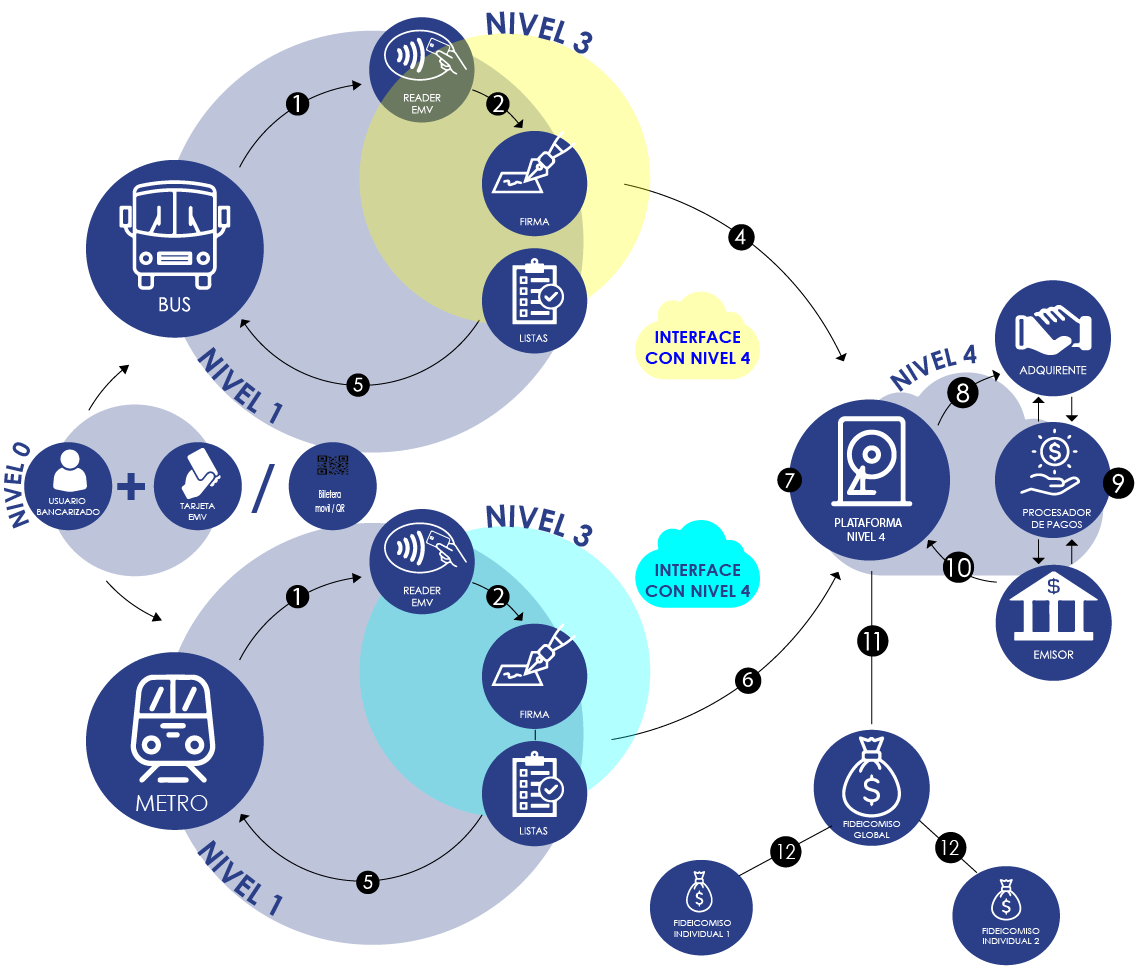 NIVEL 3
READER
EMV
1
2
FIRMA
BUS
LISTAS
5
NIVEL 1
4
INTERFACE
CON NIVEL 4
NIVEL 0
USUARIO
BANCARIZADO
+
TARJETA
EMV
/
Billetera
movil / QR
NIVEL 3
READER
EMV
1
2
FIRMA
METRO
LISTAS
5
NIVEL 1
6
INTERFACE
CON NIVEL 4
NIVEL 4
8
ADQUIRENTE
7
PLATAFORMA
NIVEL 4
$
PROCESADOR
DE PAGOS
9
10
$
EMISOR
11
$
FIDEICOMISO
GLOBAL
12
12
$
FIDEICOMISO
INDIVIDUAL 1
$
FIDEICOMISO
INDIVIDUAL 2